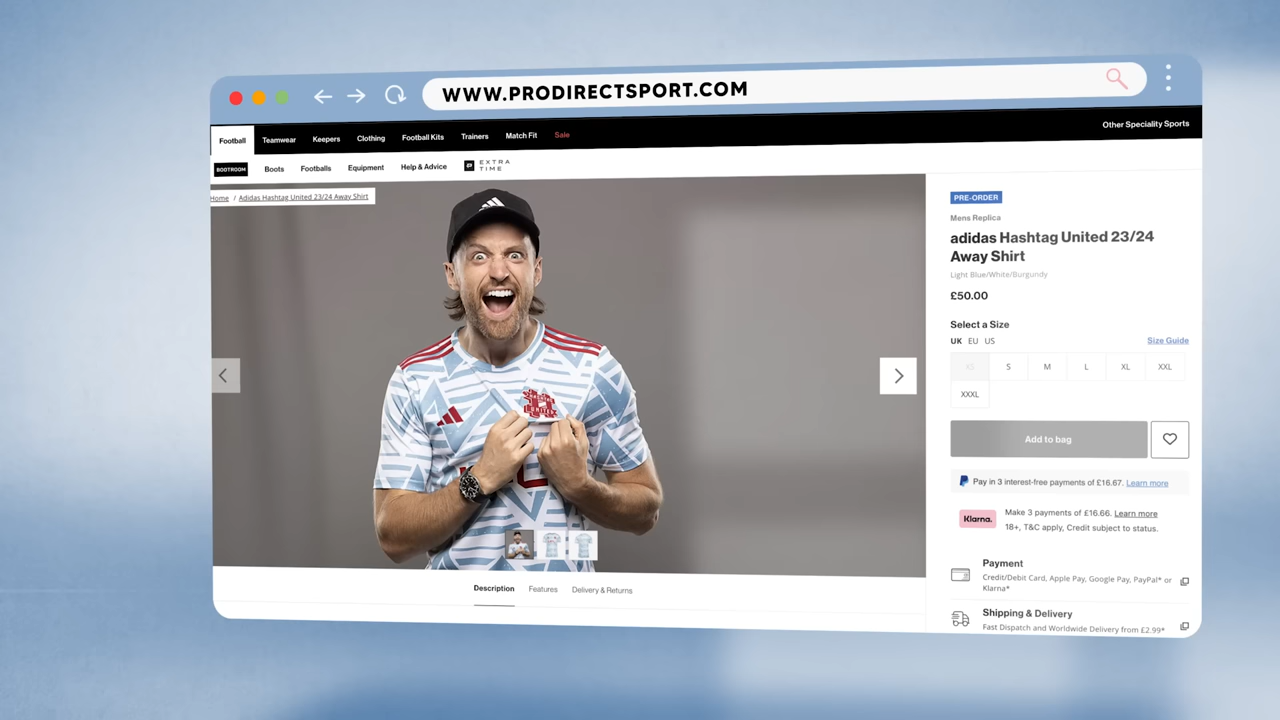 WWW.PRODIRECTSPORT.COM
Football Teamwear Keepers Clothing Football Kits Trainers Match Fit Sale Other Speciality Sports
BOOTROOM Boots Footballs Equipment Help & Advice EXTRA TIME
Home / Adidas Hashtag United 23/24 Away Shirt
PRE-ORDER
Mens Replica
adidas Hashtag United 23/24
Away Shirt
Light Blue/White/Burgundy
£50.00
Select a Size
UK EU US Size Guide
XS S M L XL XXL
XXXL
Add to bag
Pay in 3 interest-free payments of £16.67. Learn more
Klarna.
Make 3 payments of £16.66. Learn more
18+, T&C apply, Credit subject to status.
Payment
Credit/Debit Card, Apple Pay, Google Pay, PayPal* or
Klarna*
Shipping & Delivery
Fast Dispatch and Worldwide Delivery from £2.99*
Description Features Delivery & Returns